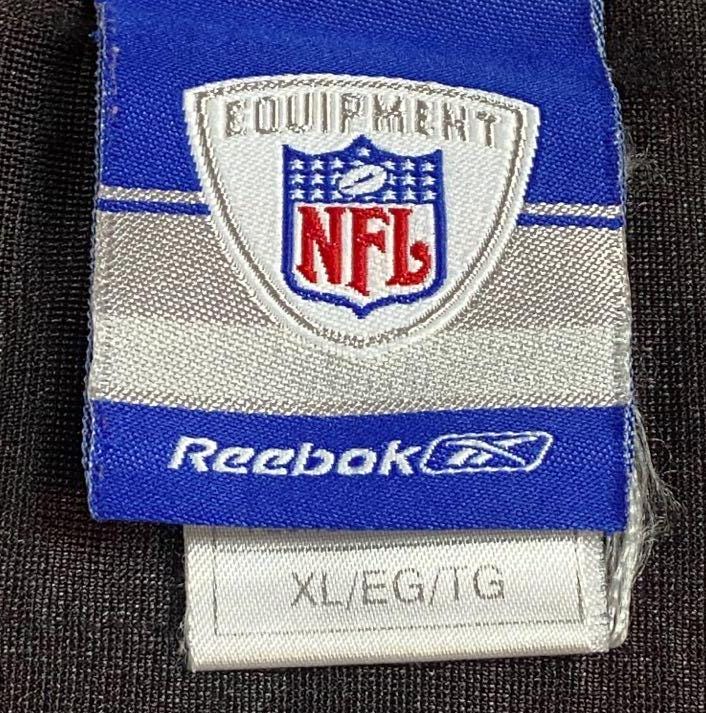 EQUIPMENT
NFL
Reebok
XL/EG/TG